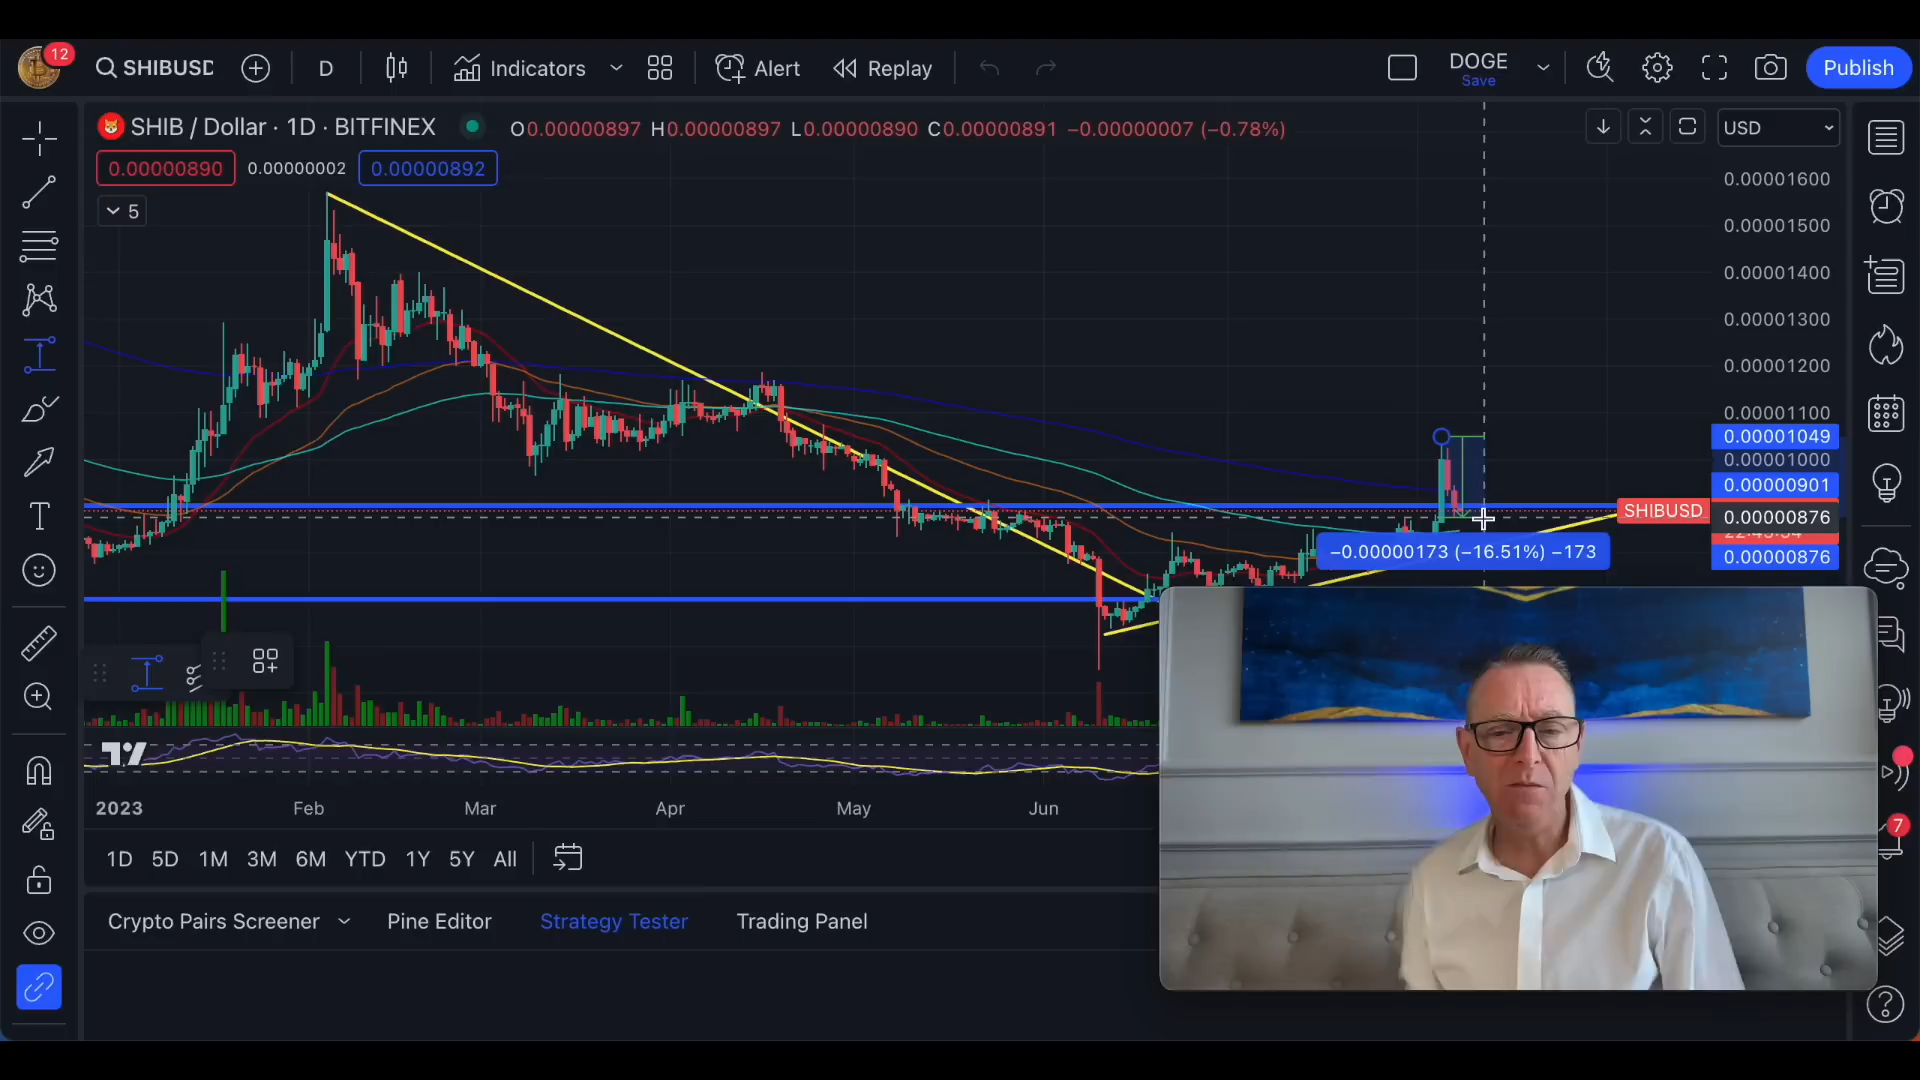 12
SHIBUSD
D
Indicators
Alert
Replay
DOGE
Save
Publish
SHIB / Dollar · 1D · BITFINEX
O0.00000897 H0.00000897 L0.00000890 C0.00000891 −0.00000007 (−0.78%)
USD
0.00000890
0.00000002
0.00000892
5
0.00001600
0.00001500
0.00001400
0.00001300
0.00001200
0.00001100
0.00001049
0.00001000
0.00000901
SHIBUSD
0.00000876
0.00000876
−0.00000173 (−16.51%) −173
2023
Feb
Mar
Apr
May
Jun
7
1D 5D 1M 3M 6M YTD 1Y 5Y All
Crypto Pairs Screener
Pine Editor
Strategy Tester
Trading Panel